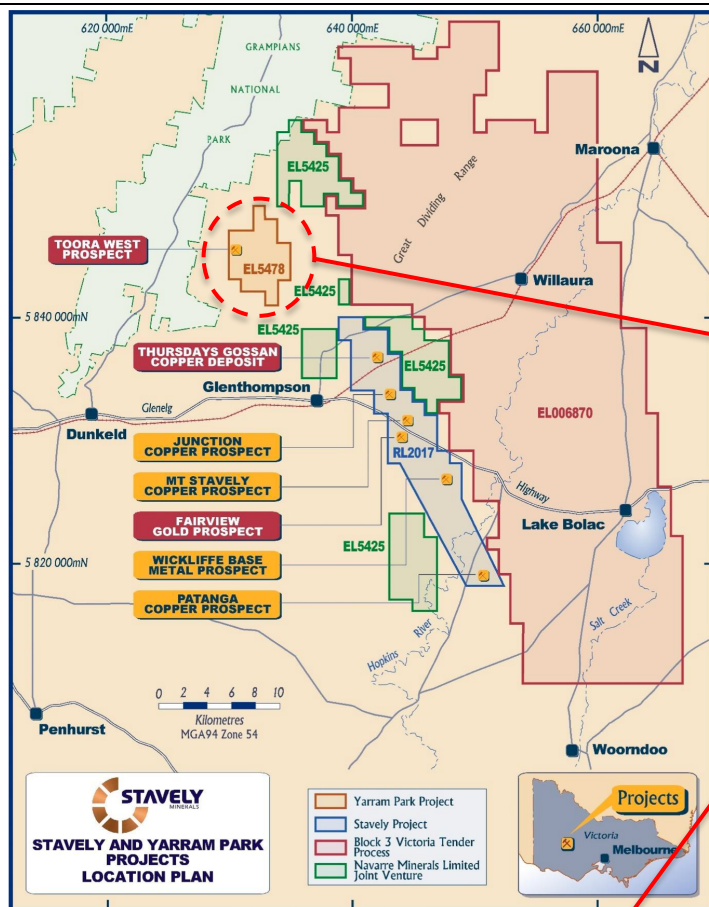 620 000mE
640 000mE
660 000mE
GRAMPIANS
NATIONAL
PARK
N
Maroona
EL5425
Great Dividing Range
TOORA WEST
PROSPECT
EL5478
EL5425
Willaura
5 840 000mN
EL5425
THURSDAYS GOSSAN
COPPER DEPOSIT
EL5425
Glenthompson
EL006870
Glenelg
Dunkeld
JUNCTION
COPPER PROSPECT
RL2017
MT STAVELY
COPPER PROSPECT
Highway
FAIRVIEW
GOLD PROSPECT
Lake Bolac
EL5425
WICKLIFFE BASE
METAL PROSPECT
5 820 000mN
PATANGA
COPPER PROSPECT
Salt Creek
Hopkins River
0 2 4 6 8 10
Kilometres
MGA94 Zone 54
Penhurst
Woorndoo
STAVELY
MINERALS
STAVELY AND YARRAM PARK
PROJECTS
LOCATION PLAN
Yarram Park Project
Stavely Project
Block 3 Victoria Tender
Process
Navarre Minerals Limited
Joint Venture
Projects
Victoria
Melbourne